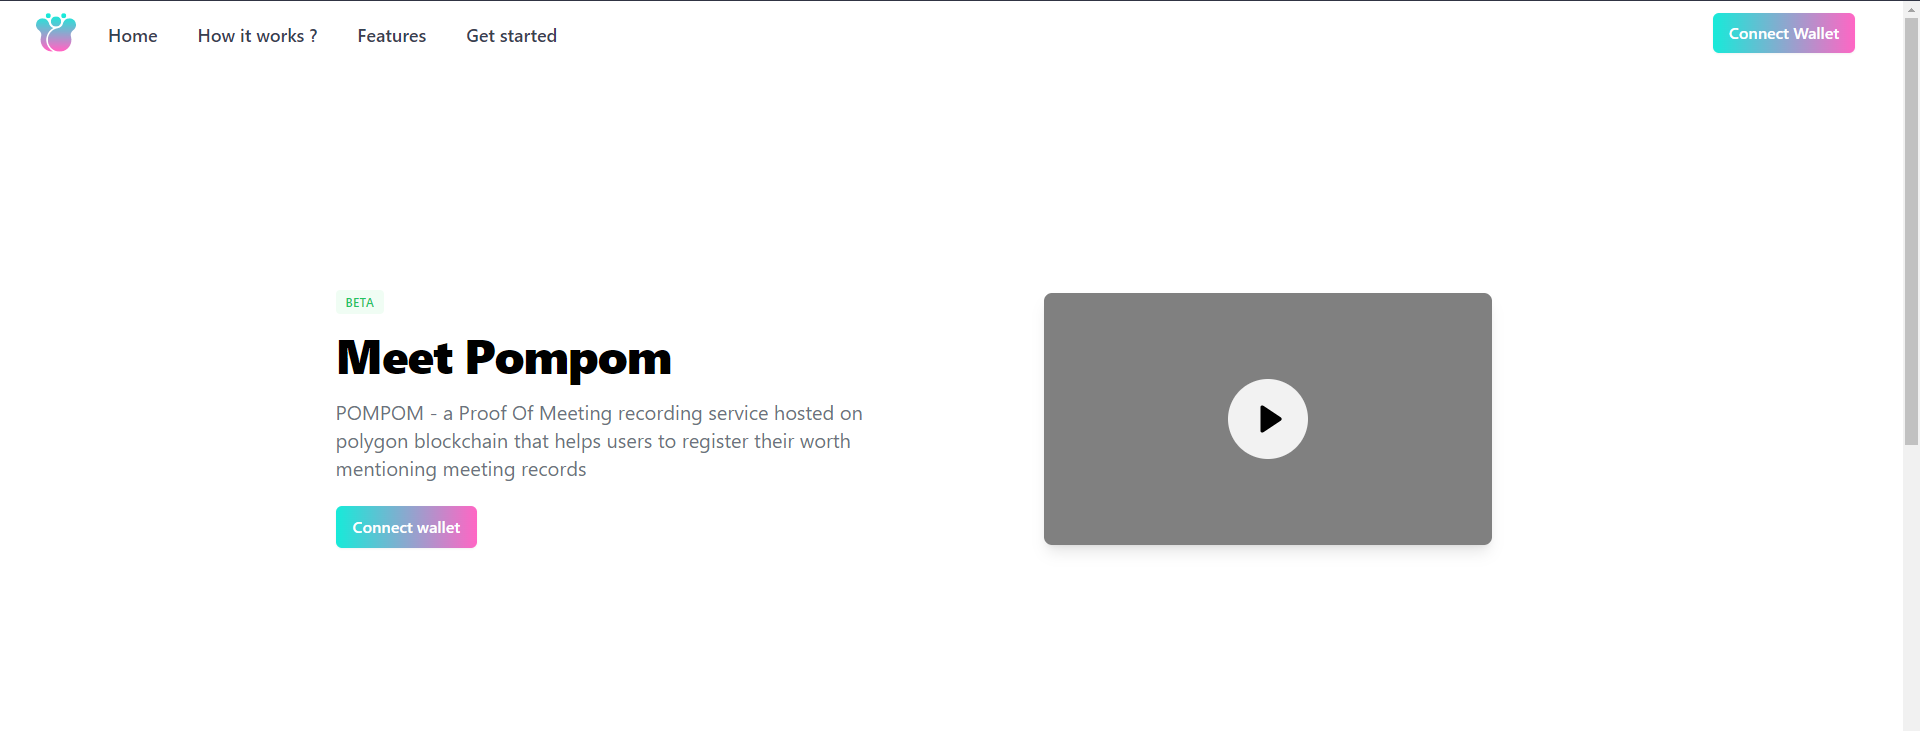 Home How it works ? Features Get started Connect Wallet
BETA
Meet Pompom
POMPOM - a Proof Of Meeting recording service hosted on
polygon blockchain that helps users to register their worth
mentioning meeting records
Connect wallet